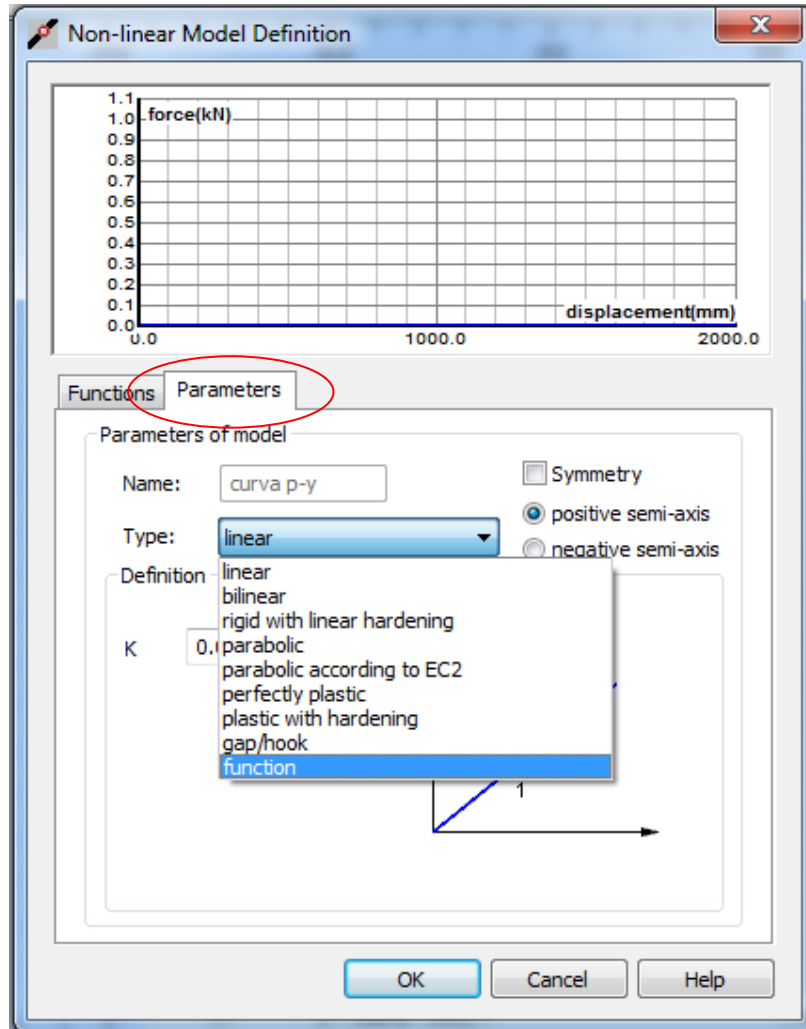 Non-linear Model Definition
1.1
1.0 force(kN)
0.9
0.8
0.7
0.6
0.5
0.4
0.3
0.2
0.1 displacement(mm)
0.0
0.0 1000.0 2000.0
Functions Parameters
Parameters of model
Name: curva p-y Symmetry
positive semi-axis
Type: linear negative semi-axis
Definition linear
bilinear
rigid with linear hardening
K 0. parabolic
parabolic according to EC2
perfectly plastic
plastic with hardening
gap/hook
function
1
OK Cancel Help